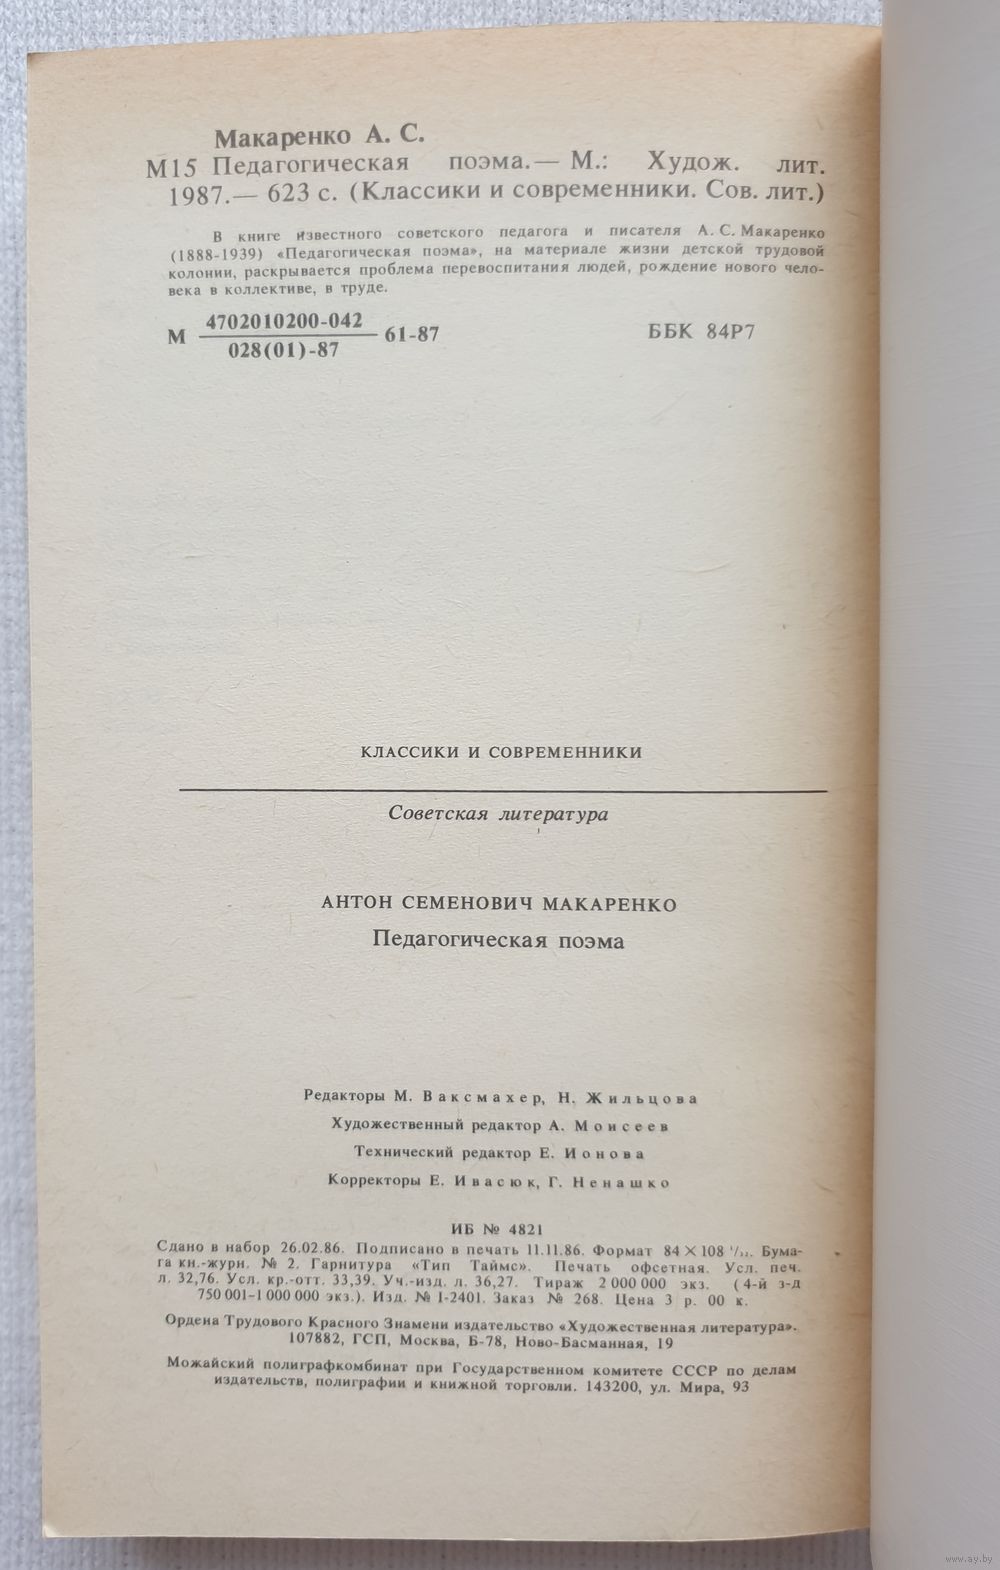 Макаренко А. С.
М15 Педагогическая поэма.— М.: Худож. лит.
1987.— 623 с. (Классики и современники. Сов. лит.)
В книге известного советского педагога и писателя А. С. Макаренко
(1888-1939) «Педагогическая поэма», на материале жизни детской трудовой
колонии, раскрывается проблема перевоспитания людей, рождение нового чело-
века в коллективе, в труде.
М 4702010200-042 61-87 ББК 84Р7
028(01)-87
КЛАССИКИ И СОВРЕМЕННИКИ
Советская литература
АНТОН СЕМЕНОВИЧ МАКАРЕНКО
Педагогическая поэма
Редакторы М. Ваксмахер, Н. Жильцова
Художественный редактор А. Моисеев
Технический редактор Е. Ионова
Корректоры Е. Ивасюк, Г. Ненашко
ИБ № 4821
Сдано в набор 26.02.86. Подписано в печать 11.11.86. Формат 84×108 1/32. Бума-
га кн.-журн. № 2. Гарнитура «Тип Таймс». Печать офсетная. Усл. печ.
л. 32,76. Усл. кр.-отт. 33,39. Уч.-изд. л. 36,27. Тираж 2 000 000 экз. (4-й з-д
750 001-1 000 000 экз.). Изд. № I-2401. Заказ № 268. Цена 3 р. 00 к.
Ордена Трудового Красного Знамени издательство «Художественная литература».
107882, ГСП, Москва, Б-78, Ново-Басманная, 19
Можайский полиграфкомбинат при Государственном комитете СССР по делам
издательств, полиграфии и книжной торговли. 143200, ул. Мира, 93
www.ay.by